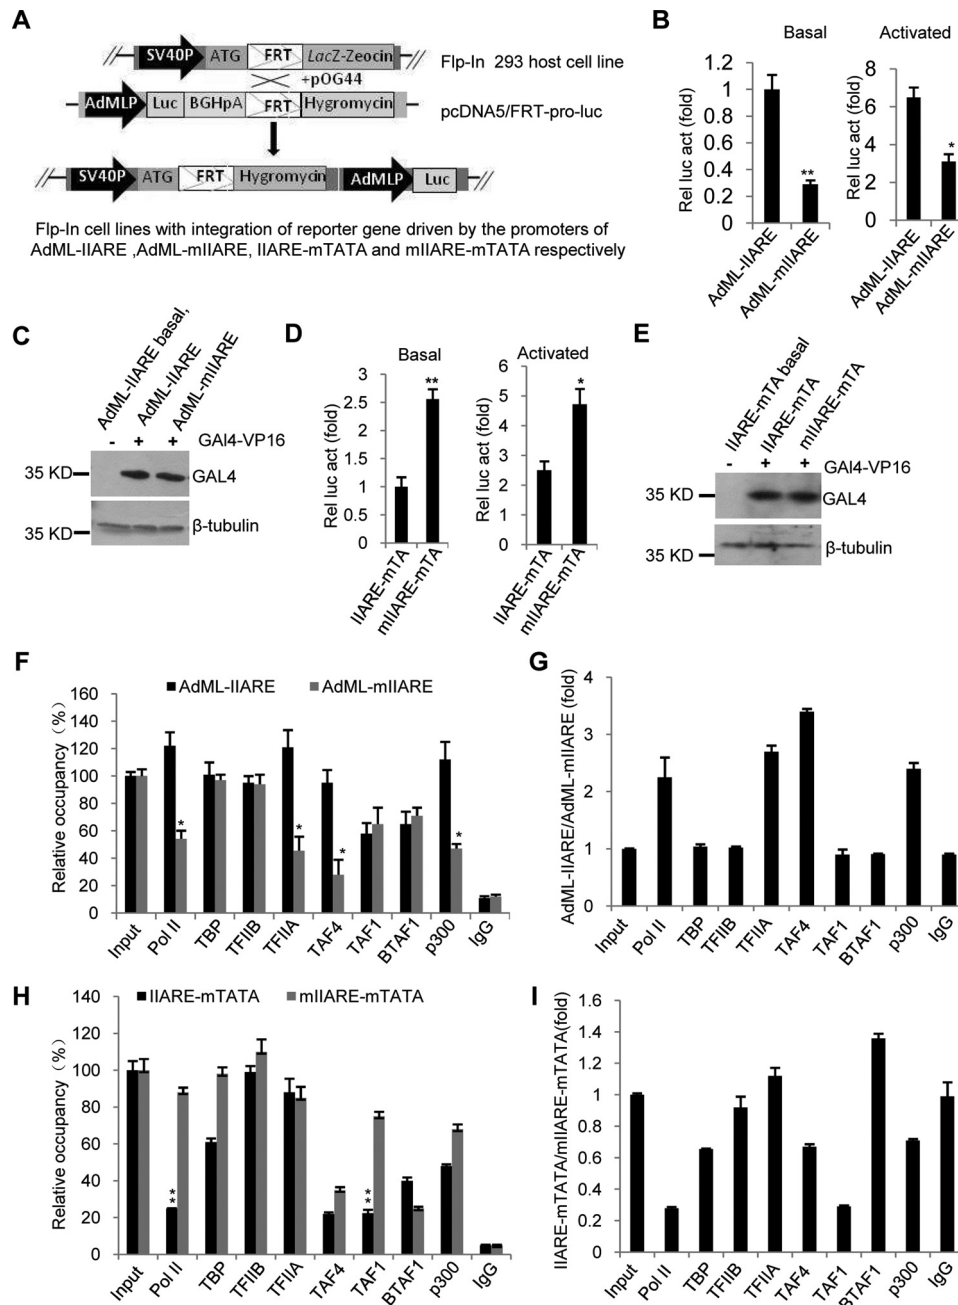 A
SV40P ATG FRT LacZ-Zeocin
Flp-In 293 host cell line
+pOG44
AdMLP Luc BGHpA FRT Hygromycin
pcDNA5/FRT-pro-luc
SV40P ATG FRT Hygromycin AdMLP Luc
Flp-In cell lines with integration of reporter gene driven by the promoters of
AdML-IIARE ,AdML-mIIARE, IIARE-mTATA and mIIARE-mTATA respectively
B
Basal
Rel luc act (fold)
1.2
1
0.8
0.6
0.4
0.2
0
**
AdML-IIARE
AdML-mIIARE
Activated
Rel luc act (fold)
8
6
4
2
0
*
AdML-IIARE
AdML-mIIARE
C
AdML-IIARE basal,
AdML-IIARE
AdML-mIIARE
- + + GAl4-VP16
35 KD GAL4
35 KD β-tubulin
D
Basal
Rel luc act (fold)
3
2.5
2
1.5
1
0.5
0
**
IIARE-mTA
mIIARE-mTA
Activated
Rel luc act (fold)
6
5
4
3
2
1
0
*
IIARE-mTA
mIIARE-mTA
E
IIARE-mTA basal
IIARE-mTA
mIIARE-mTA
- + + GAl4-VP16
35 KD GAL4
35 KD β-tubulin
F
AdML-IIARE AdML-mIIARE
Relative occupancy (%)
160
140
120
100
80
60
40
20
0
* * * *
Input Pol II TBP TFIIB TFIIA TAF4 TAF1 BTAF1 p300 IgG
G
AdML-IIARE/AdML-mIIARE (fold)
4
3
2
1
0
Input Pol II TBP TFIIB TFIIA TAF4 TAF1 BTAF1 p300 IgG
H
IIARE-mTATA mIIARE-mTATA
Relative occupancy (%)
140
120
100
80
60
40
20
0
** **
Input Pol II TBP TFIIB TFIIA TAF4 TAF1 BTAF1 p300 IgG
I
IIARE-mTATA/mIIARE-mTATA(fold)
1.6
1.4
1.2
1
0.8
0.6
0.4
0.2
0
Input Pol II TBP TFIIB TFIIA TAF4 TAF1 BTAF1 p300 IgG